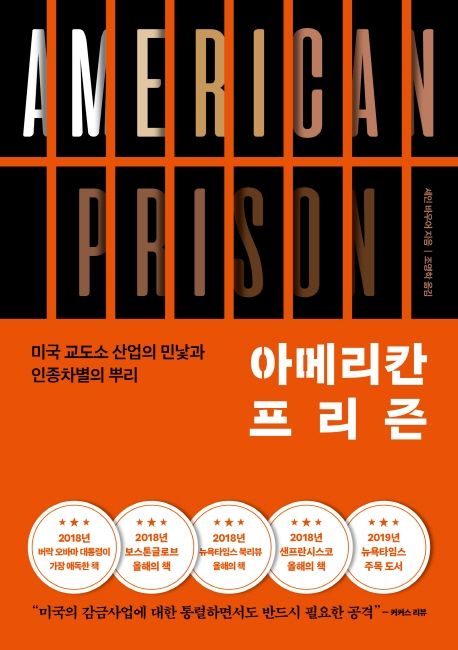 AMERICAN
PRISON
셰인 바우어 지음 | 조영학 옮김
미국 교도소 산업의 민낯과
인종차별의 뿌리
아메리칸
프리즌
2018년
버락 오바마 대통령이
가장 애독한 책
2018년
보스톤글로브
올해의 책
2018년
뉴욕타임스 북리뷰
올해의 책
2018년
샌프란시스코
올해의 책
2019년
뉴욕타임스
주목 도서
“미국의 감금사업에 대한 통렬하면서도 반드시 필요한 공격” – 커커스 리뷰